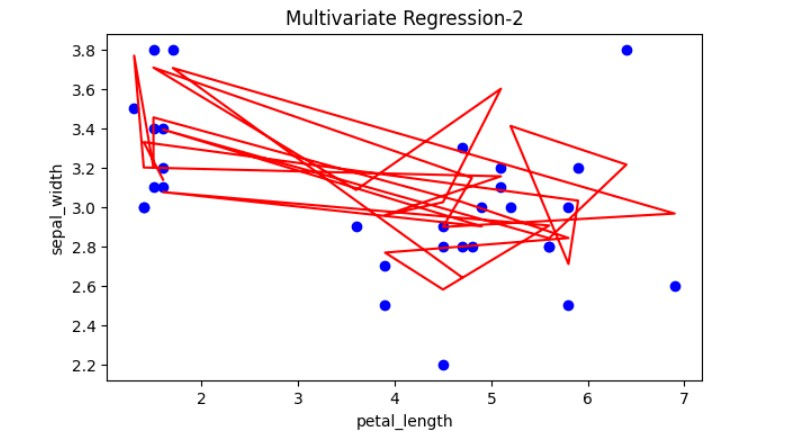 Multivariate Regression-2
3.8
3.6
3.4
3.2
3.0
2.8
2.6
2.4
2.2
sepal_width
2 3 4 5 6 7
petal_length